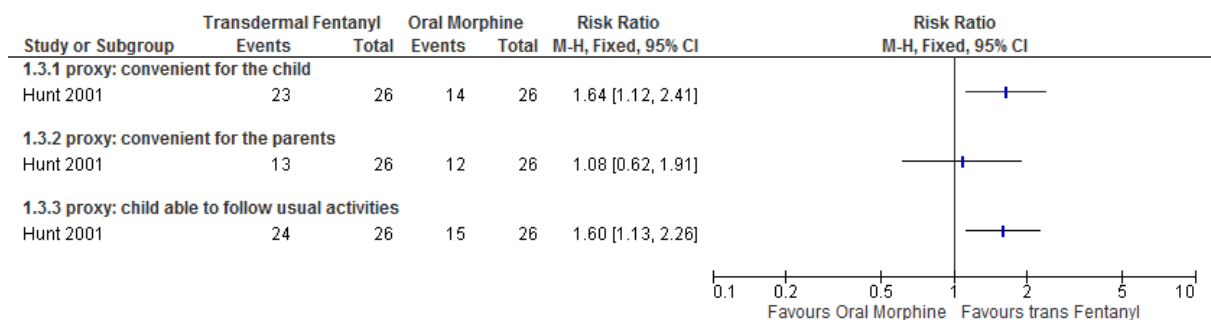 Transdermal Fentanyl Oral Morphine Risk Ratio Risk Ratio
Study or Subgroup Events Total Events Total M-H, Fixed, 95% CI M-H, Fixed, 95% CI
1.3.1 proxy: convenient for the child
Hunt 2001 23 26 14 26 1.64 [1.12, 2.41]
1.3.2 proxy: convenient for the parents
Hunt 2001 13 26 12 26 1.08 [0.62, 1.91]
1.3.3 proxy: child able to follow usual activities
Hunt 2001 24 26 15 26 1.60 [1.13, 2.26]
0.1 0.2 0.5 1 2 5 10
Favours Oral Morphine Favours trans Fentanyl